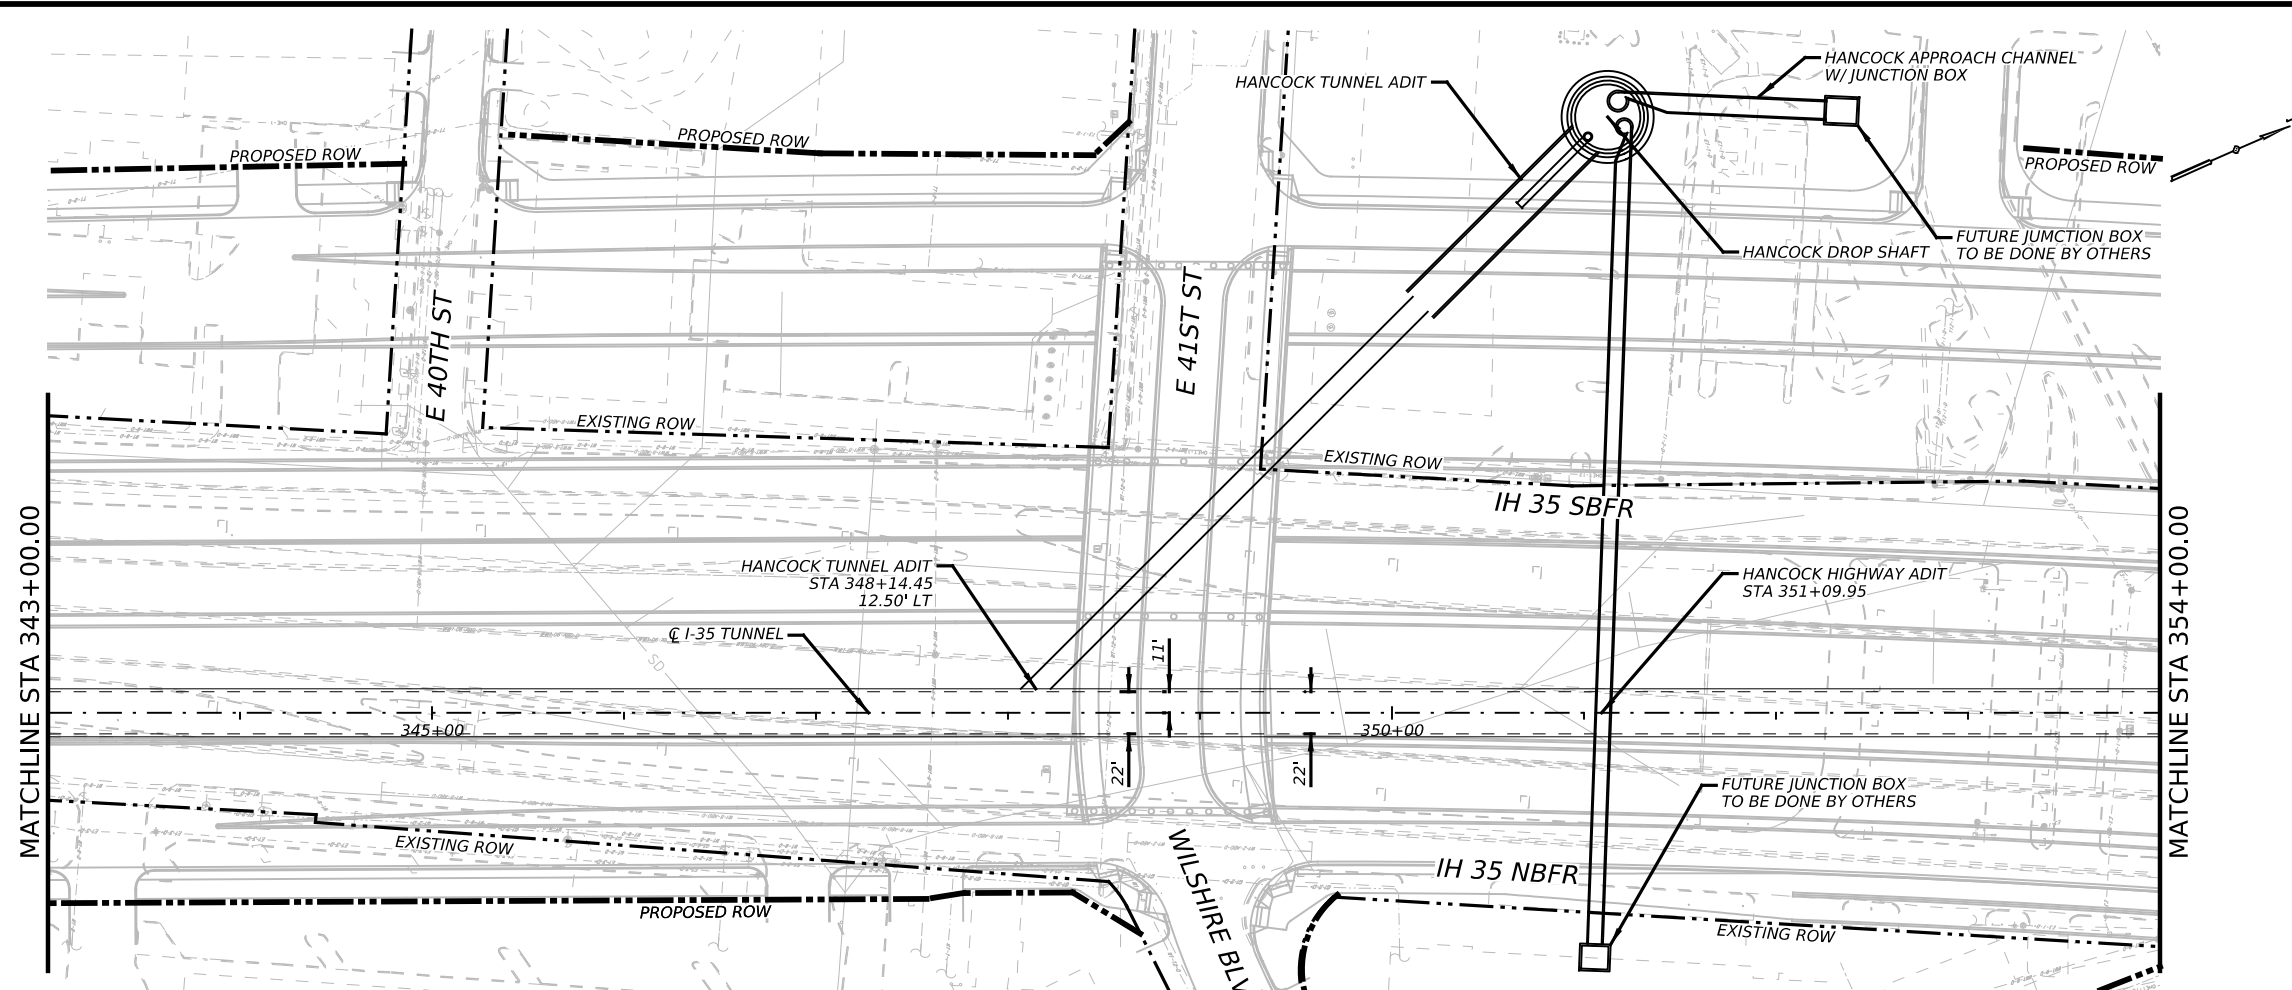 HANCOCK APPROACH CHANNEL
W/ JUNCTION BOX
HANCOCK TUNNEL ADIT
PROPOSED ROW
PROPOSED ROW
PROPOSED ROW
FUTURE JUMCTION BOX
TO BE DONE BY OTHERS
HANCOCK DROP SHAFT
E 40TH ST
E 41ST ST
EXISTING ROW
EXISTING ROW
IH 35 SBFR
MATCHLINE STA 343+00.00
MATCHLINE STA 354+00.00
HANCOCK TUNNEL ADIT
STA 348+14.45
12.50' LT
HANCOCK HIGHWAY ADIT
STA 351+09.95
℄ I-35 TUNNEL
SD
11'
345+00
350+00
22'
22'
FUTURE JUNCTION BOX
TO BE DONE BY OTHERS
EXISTING ROW
WILSHIRE BLV
IH 35 NBFR
PROPOSED ROW
EXISTING ROW